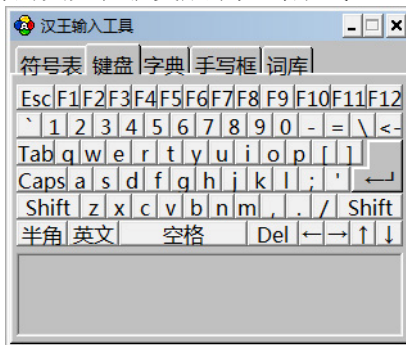 汉王输入工具
符号表 键盘 字典 手写框 词库
Esc F1 F2 F3 F4 F5 F6 F7 F8 F9 F10 F11 F12
` 1 2 3 4 5 6 7 8 9 0 - = \ <-
Tab q w e r t y u i o p [ ]
Caps a s d f g h j k l ; ' ←┘
Shift z x c v b n m , . / Shift
半角 英文 空格 Del ← → ↑ ↓